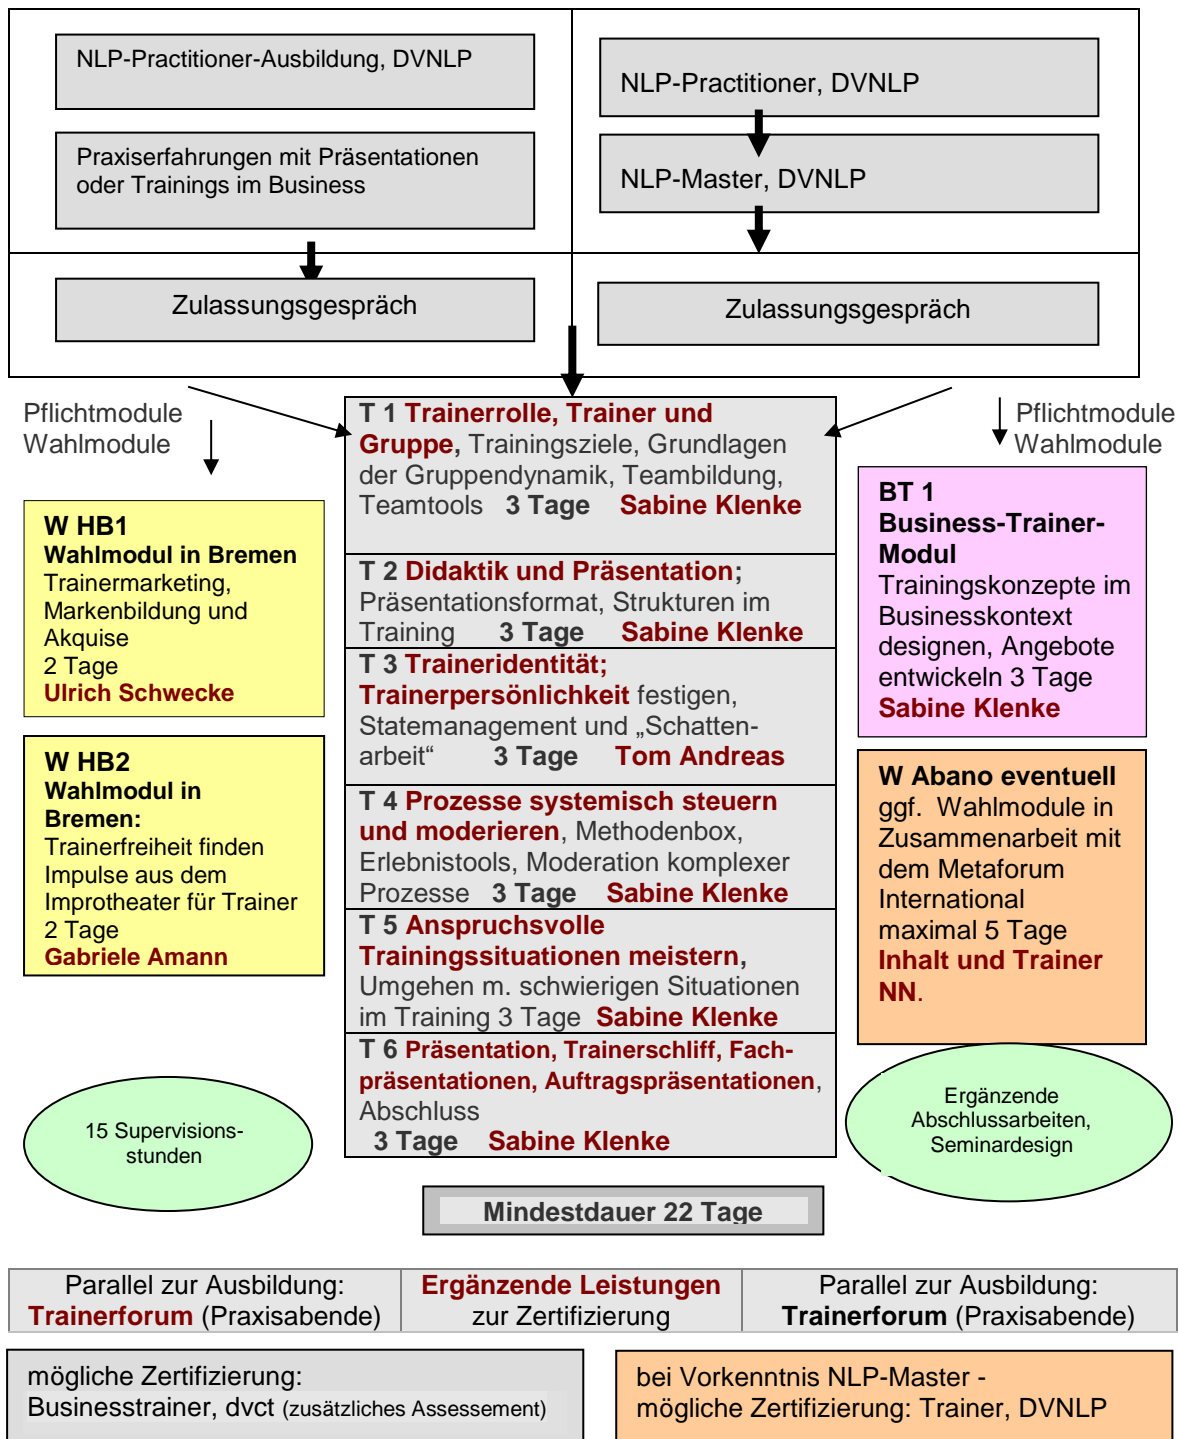 NLP-Practitioner-Ausbildung, DVNLP
Praxiserfahrungen mit Präsentationen
oder Trainings im Business
Zulassungsgespräch
NLP-Practitioner, DVNLP
NLP-Master, DVNLP
Zulassungsgespräch
Pflichtmodule
Wahlmodule
W HB1
Wahlmodul in Bremen
Trainermarketing,
Markenbildung und
Akquise
2 Tage
Ulrich Schwecke
W HB2
Wahlmodul in
Bremen:
Trainerfreiheit finden
Impulse aus dem
Improtheater für Trainer
2 Tage
Gabriele Amann
15 Supervisions-
stunden
T 1 Trainerrolle, Trainer und
Gruppe, Trainingsziele, Grundlagen
der Gruppendynamik, Teambildung,
Teamtools 3 Tage Sabine Klenke
T 2 Didaktik und Präsentation;
Präsentationsformat, Strukturen im
Training 3 Tage Sabine Klenke
T 3 Traineridentität;
Trainerpersönlichkeit festigen,
Statemanagement und „Schatten-
arbeit“ 3 Tage Tom Andreas
T 4 Prozesse systemisch steuern
und moderieren, Methodenbox,
Erlebnistools, Moderation komplexer
Prozesse 3 Tage Sabine Klenke
T 5 Anspruchsvolle
Trainingssituationen meistern,
Umgehen m. schwierigen Situationen
im Training 3 Tage Sabine Klenke
T 6 Präsentation, Trainerschliff, Fach-
präsentationen, Auftragspräsentationen,
Abschluss
3 Tage Sabine Klenke
Mindestdauer 22 Tage
Pflichtmodule
Wahlmodule
BT 1
Business-Trainer-
Modul
Trainingskonzepte im
Businesskontext
designen, Angebote
entwickeln 3 Tage
Sabine Klenke
W Abano eventuell
ggf. Wahlmodule in
Zusammenarbeit mit
dem Metaforum
International
maximal 5 Tage
Inhalt und Trainer
NN.
Ergänzende
Abschlussarbeiten,
Seminardesign
Parallel zur Ausbildung:
Trainerforum (Praxisabende)
Ergänzende Leistungen
zur Zertifizierung
Parallel zur Ausbildung:
Trainerforum (Praxisabende)
mögliche Zertifizierung:
Businesstrainer, dvct (zusätzliches Assessement)
bei Vorkenntnis NLP-Master -
mögliche Zertifizierung: Trainer, DVNLP